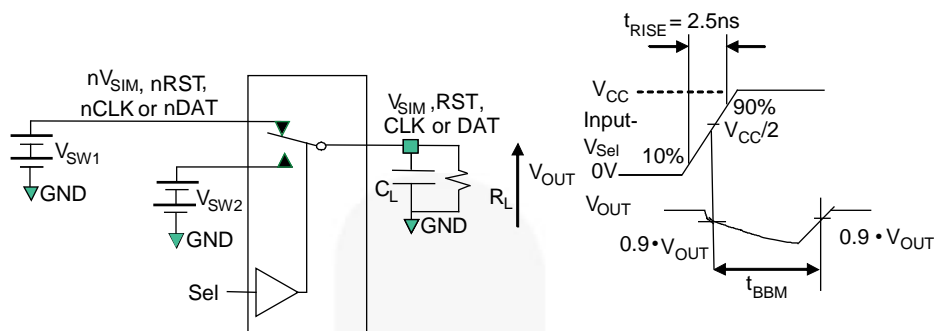 nV_SIM, nRST,
nCLK or nDAT
V_SW1
GND
V_SW2
GND
Sel
V_SIM ,RST,
CLK or DAT
C_L
R_L
GND
V_OUT
t_RISE = 2.5ns
V_CC
90%
Input-
V_Sel
V_CC/2
10%
0V
V_OUT
0.9•V_OUT
0.9 • V_OUT
t_BBM